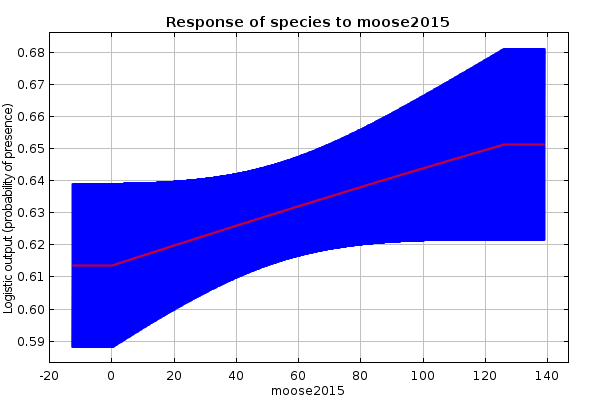 Response of species to moose2015
Logistic output (probability of presence)
0.68
0.67
0.66
0.65
0.64
0.63
0.62
0.61
0.60
0.59
-20 0 20 40 60 80 100 120 140
moose2015